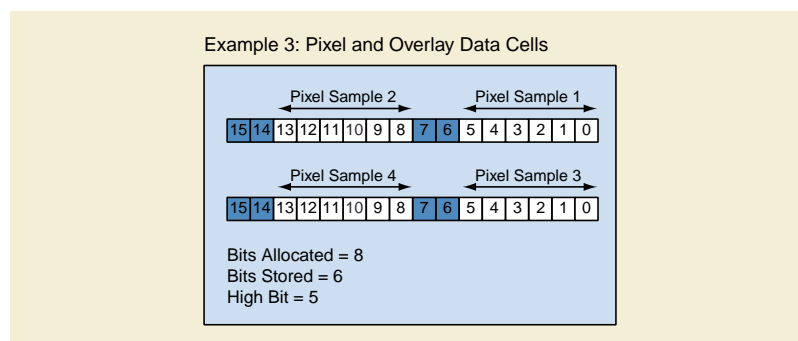 Example 3: Pixel and Overlay Data Cells
Pixel Sample 2 Pixel Sample 1
15 14 13 12 11 10 9 8 7 6 5 4 3 2 1 0
Pixel Sample 4 Pixel Sample 3
15 14 13 12 11 10 9 8 7 6 5 4 3 2 1 0
Bits Allocated = 8
Bits Stored = 6
High Bit = 5